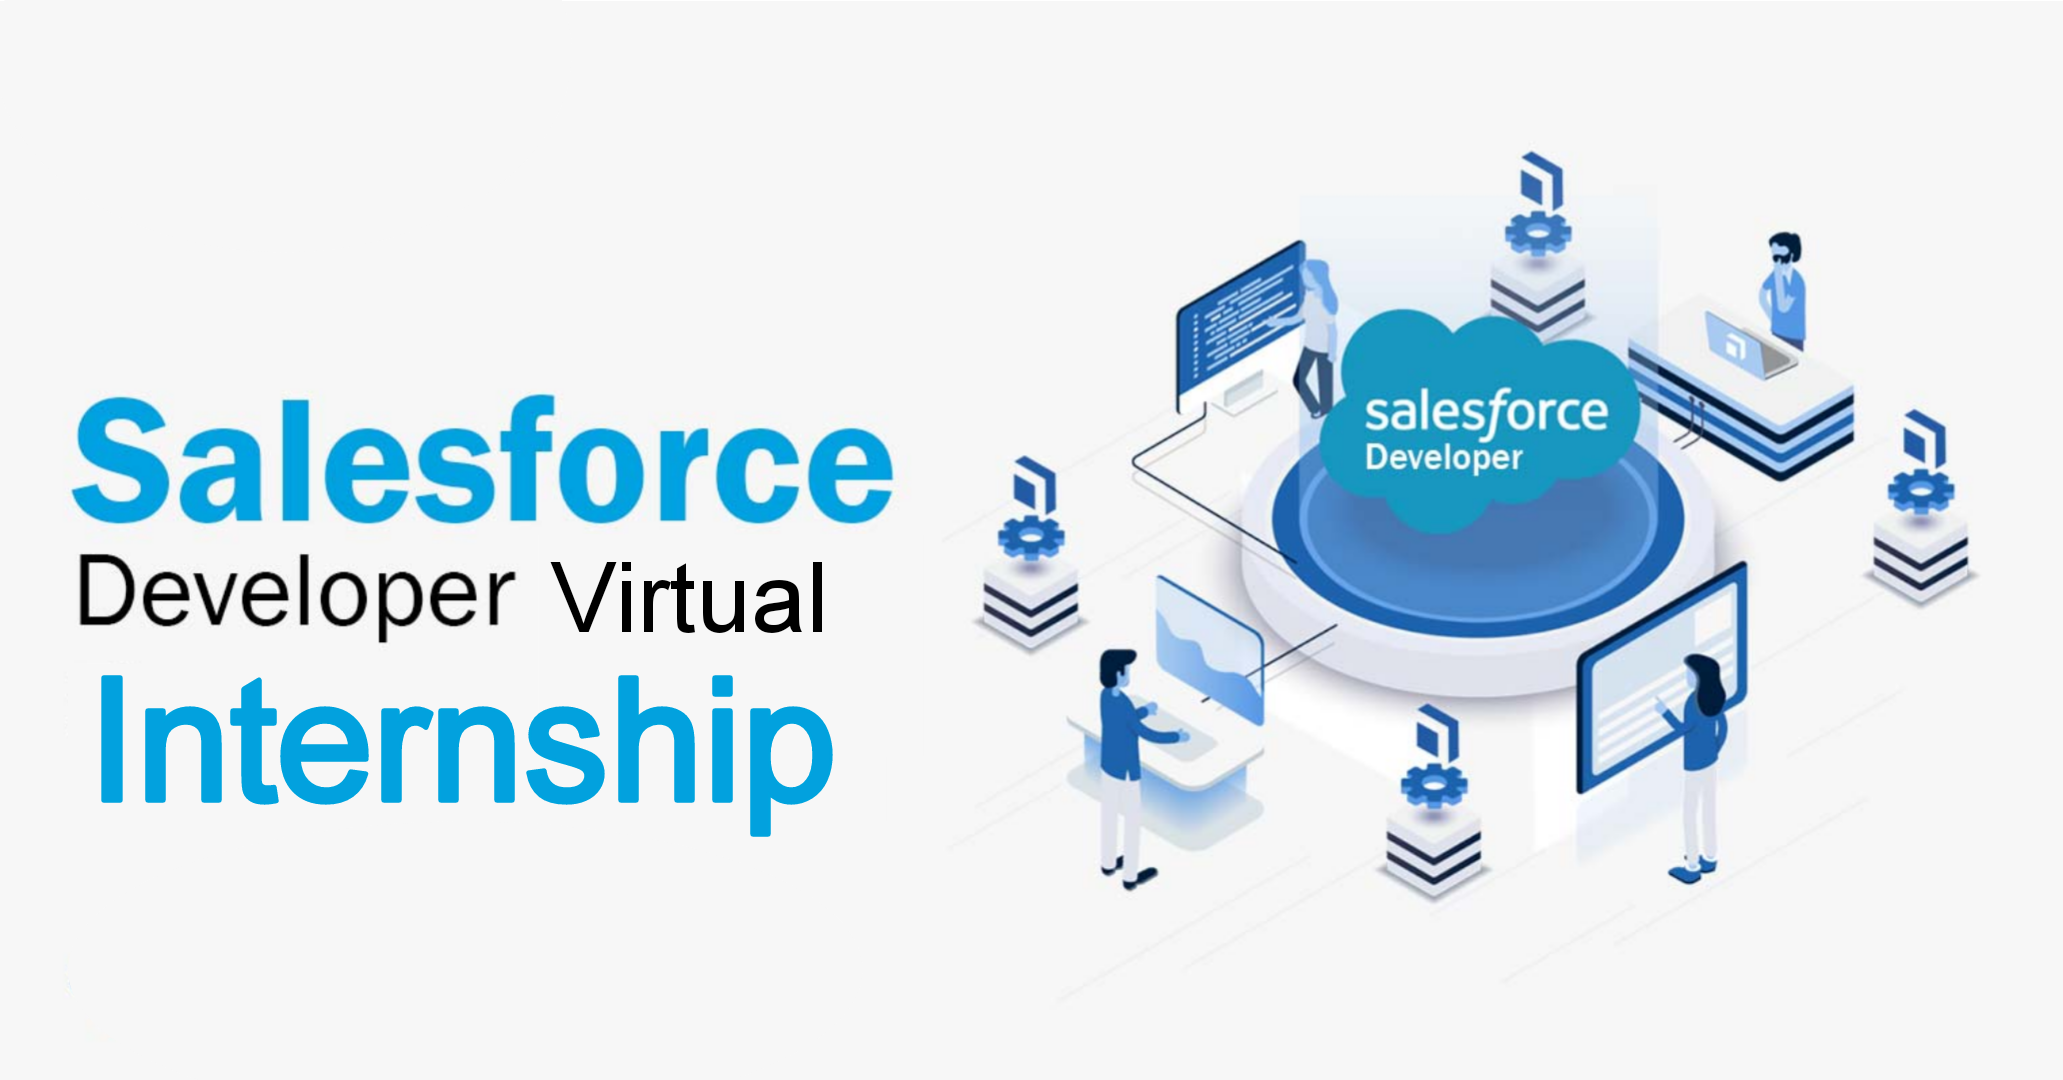 Salesforce
Developer Virtual
Internship
salesforce
Developer